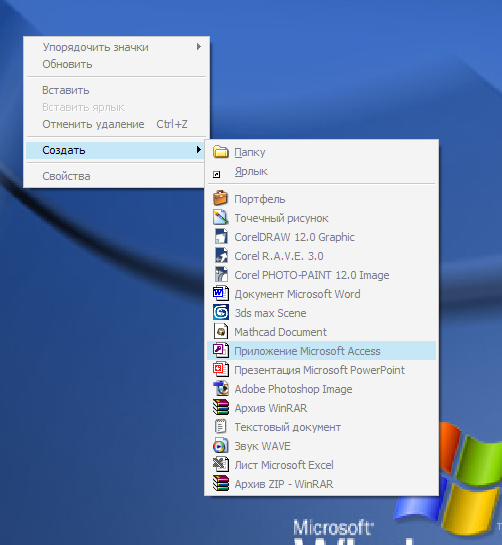 Упорядочить значки
Обновить
Вставить
Вставить ярлык
Отменить удаление Ctrl+Z
Создать
Свойства
Папку
Ярлык
Портфель
Точечный рисунок
CorelDRAW 12.0 Graphic
Corel R.A.V.E. 3.0
Corel PHOTO-PAINT 12.0 Image
Документ Microsoft Word
3ds max Scene
Mathcad Document
Приложение Microsoft Access
Презентация Microsoft PowerPoint
Adobe Photoshop Image
Архив WinRAR
Текстовый документ
Звук WAVE
Лист Microsoft Excel
Архив ZIP - WinRAR
Microsoft®